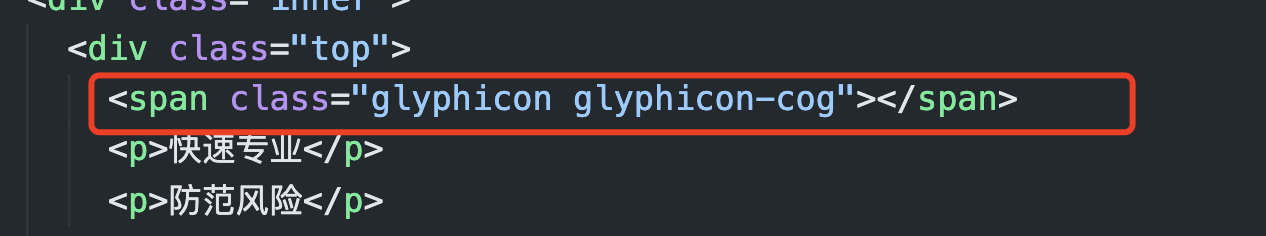 <div class="inner">
<div class="top">
<span class="glyphicon glyphicon-cog"></span>
<p>快速专业</p>
<p>防范风险</p>